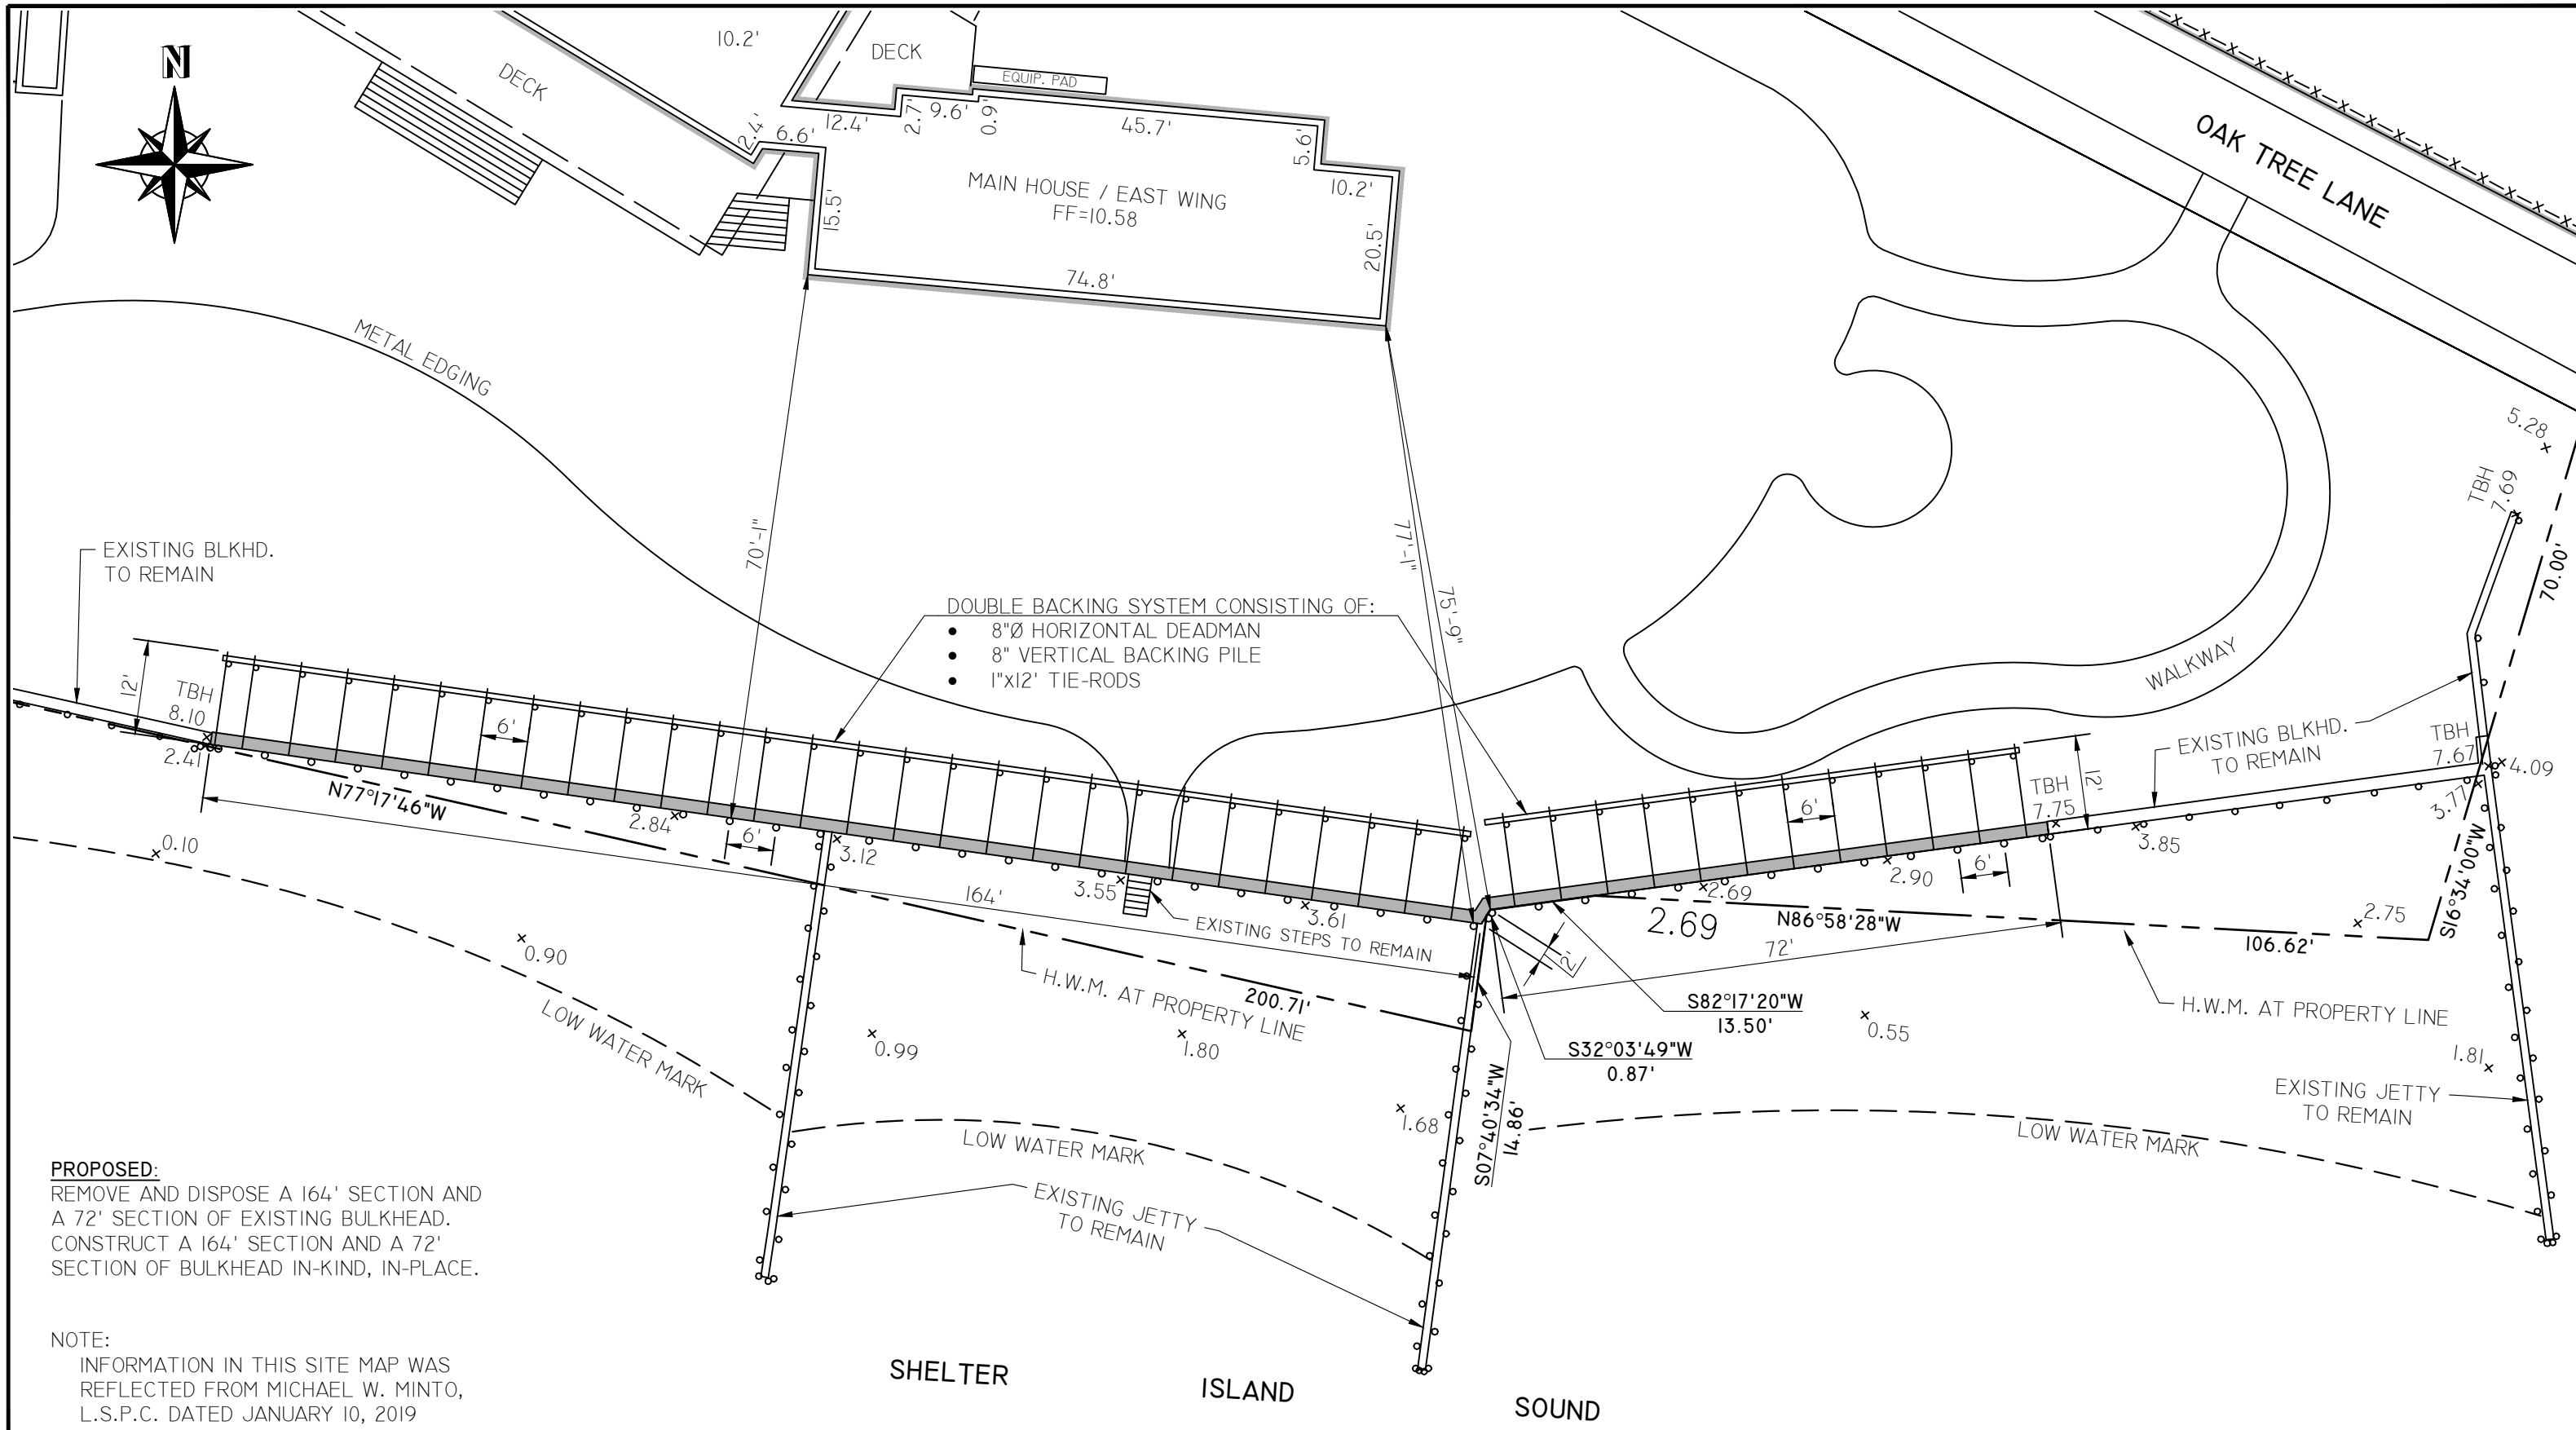 N
10.2'
DECK
DECK
EQUIP. PAD
2.4'
6.6'
12.4'
2.7'
9.6'
0.9'
45.7'
5.6'
10.2'
15.5'
20.5'
MAIN HOUSE / EAST WING
FF=10.58
74.8'
OAK TREE LANE
x x x x x x x x x x x x x x x
METAL EDGING
5.28
TBH
7.69
70.00'
EXISTING BLKHD.
TO REMAIN
70'-1"
77'-1"
75'-9"
DOUBLE BACKING SYSTEM CONSISTING OF:
• 8"Ø HORIZONTAL DEADMAN
• 8" VERTICAL BACKING PILE
• 1"x12' TIE-RODS
WALKWAY
12'
TBH
8.10
6'
2.41
N77°17'46"W
2.84
6'
3.12
164'
3.55
EXISTING STEPS TO REMAIN
3.61
H.W.M. AT PROPERTY LINE
200.71'
2'
6'
TBH
7.75
12'
EXISTING BLKHD.
TO REMAIN
TBH
7.67
4.09
3.77
3.85
2.69
2.90
6'
2.69
N86°58'28"W
72'
2.75
106.62'
S16°34'00"W
S82°17'20"W
13.50'
S32°03'49"W
0.87'
S07°40'34"W
14.86'
H.W.M. AT PROPERTY LINE
0.10
0.90
0.99
1.80
0.55
1.81
1.68
LOW WATER MARK
LOW WATER MARK
LOW WATER MARK
EXISTING JETTY
TO REMAIN
EXISTING JETTY
TO REMAIN
PROPOSED:
REMOVE AND DISPOSE A 164' SECTION AND
A 72' SECTION OF EXISTING BULKHEAD.
CONSTRUCT A 164' SECTION AND A 72'
SECTION OF BULKHEAD IN-KIND, IN-PLACE.
NOTE:
INFORMATION IN THIS SITE MAP WAS
REFLECTED FROM MICHAEL W. MINTO,
L.S.P.C. DATED JANUARY 10, 2019
SHELTER ISLAND SOUND